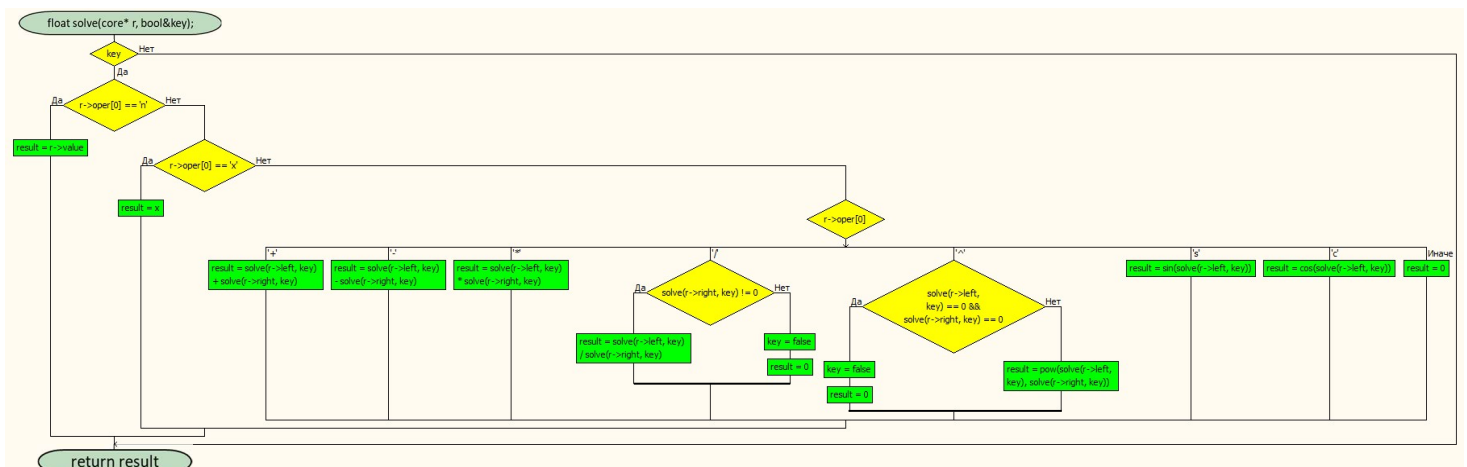 float solve(core* r, bool&key);
key
Нет
Да
Да
r->oper[0] == 'n'
Нет
result = r->value
Да
r->oper[0] == 'x'
Нет
result = x
r->oper[0]
'+'
'-'
'*'
'/'
'^'
's'
'c'
Иначе
result = solve(r->left, key)
+ solve(r->right, key)
result = solve(r->left, key)
- solve(r->right, key)
result = solve(r->left, key)
* solve(r->right, key)
Да
solve(r->right, key) != 0
Нет
result = solve(r->left, key)
/ solve(r->right, key)
key = false
result = 0
Да
solve(r->left,
key) == 0 &&
solve(r->right, key) == 0
Нет
key = false
result = 0
result = pow(solve(r->left,
key), solve(r->right, key))
result = sin(solve(r->left, key))
result = cos(solve(r->left, key))
result = 0
return result